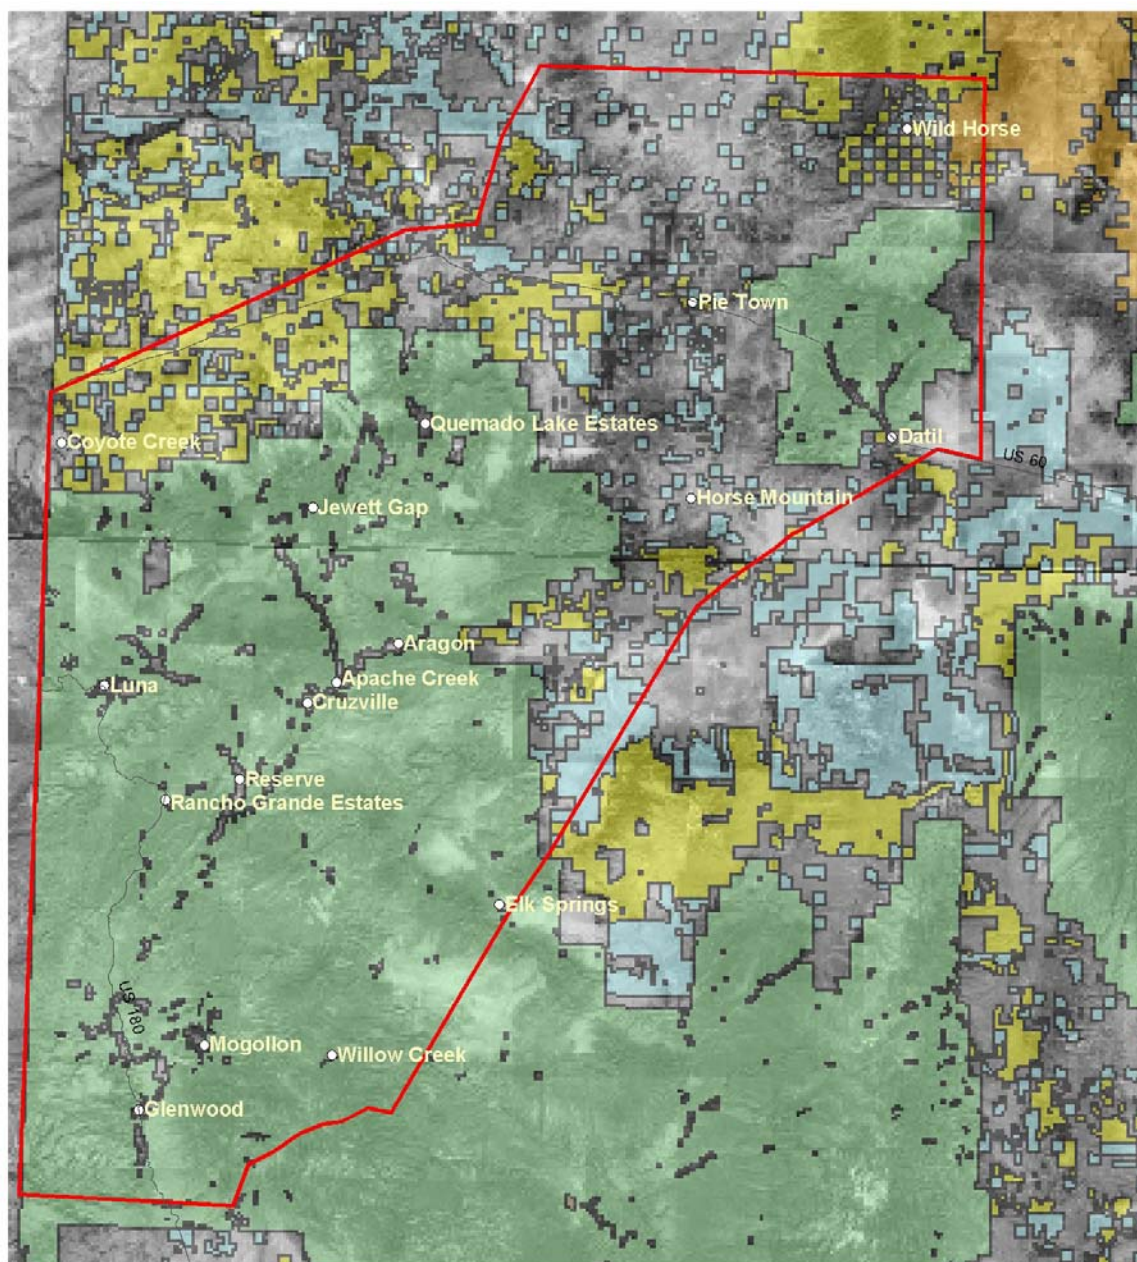 Wild Horse
Pie Town
Quemado Lake Estates
Coyote Creek
Datil
US 60
Horse Mountain
Jewett Gap
Aragon
Apache Creek
Luna
Cruzville
Reserve
Rancho Grande Estates
Elk Springs
US 180
Mogollon
Willow Creek
Glenwood